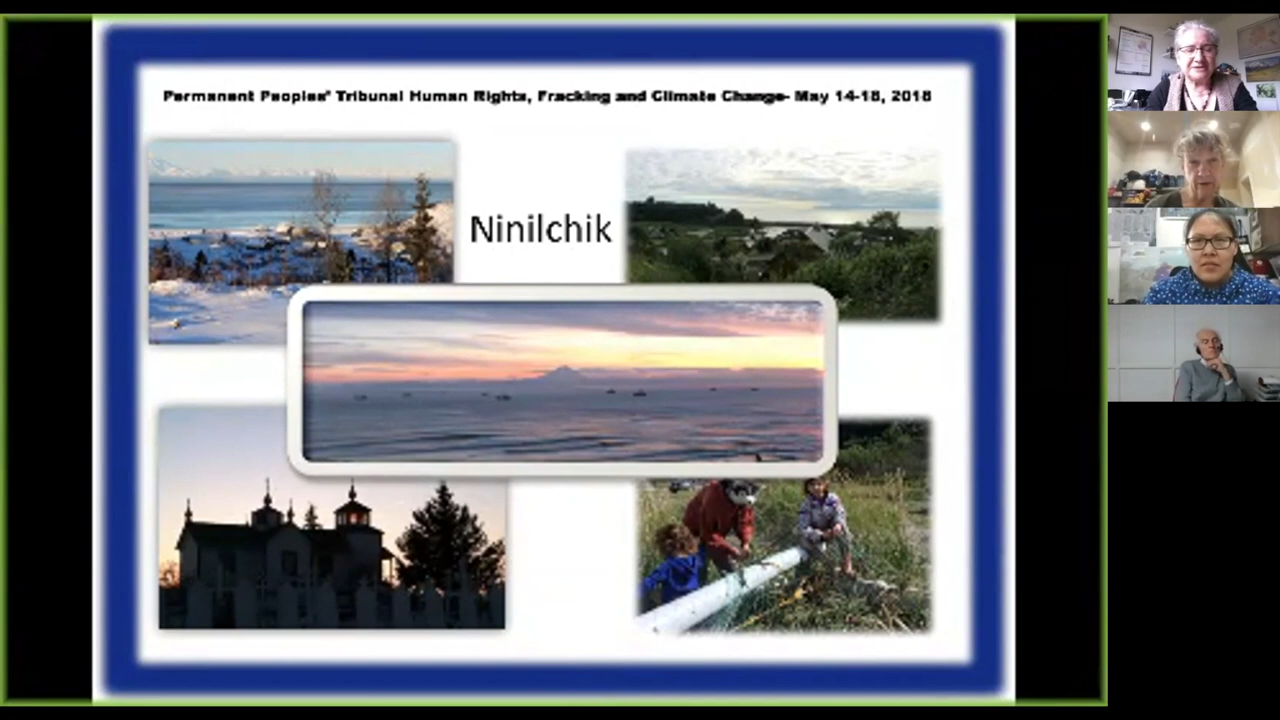 Permanent Peoples' Tribunal Human Rights, Fracking and Climate Change- May 14-18, 2018
Ninilchik